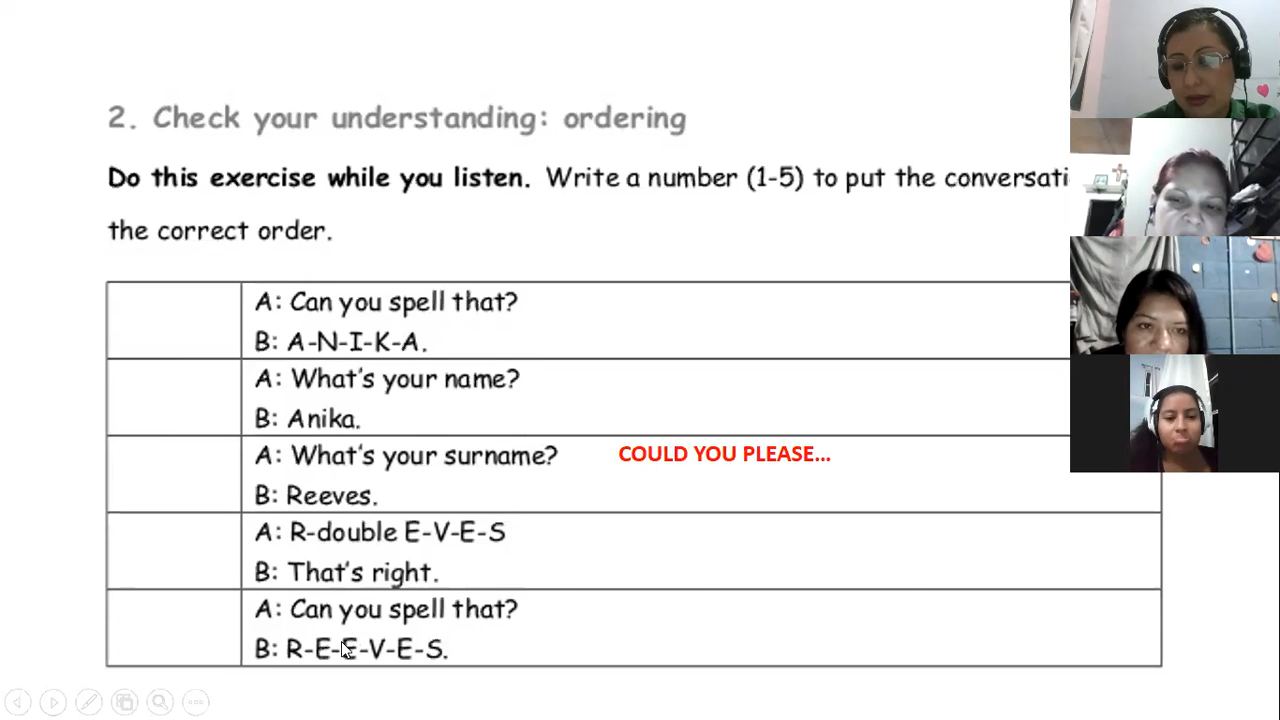 2. Check your understanding: ordering
Do this exercise while you listen. Write a number (1-5) to put the conversati
the correct order.
A: Can you spell that?
B: A-N-I-K-A.
A: What's your name?
B: Anika.
A: What's your surname? COULD YOU PLEASE...
B: Reeves.
A: R-double E-V-E-S
B: That's right.
A: Can you spell that?
B: R-E-E-V-E-S.